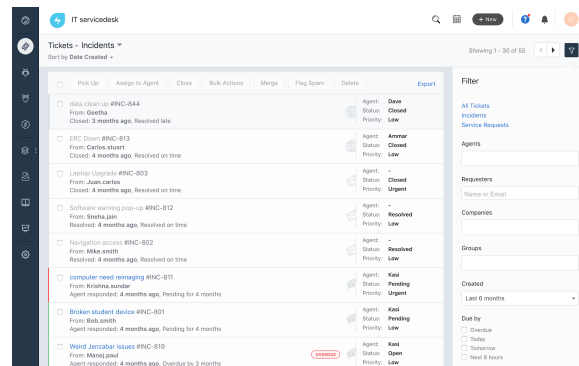 IT servicedesk
+ New
Tickets - Incidents
Sort by Date Created
Showing 1 - 30 of 55
Pick Up Assign to Agent Close Bulk Actions Merge Flag Spam Delete Export
data clean up #INC-844
From: Geetha
Closed: 3 months ago, Resolved late
Agent: Dave
Status: Closed
Priority: Low
ERC Down #INC-813
From: Carlos.stuart
Closed: 4 months ago, Resolved on time
Agent: Ammar
Status: Closed
Priority: Low
Laptop Upgrade #INC-803
From: Juan.carlos
Closed: 4 months ago, Resolved on time
Agent: -
Status: Closed
Priority: Urgent
Software warning pop-up #INC-812
From: Sneha.jain
Resolved: 4 months ago, Resolved on time
Agent: -
Status: Resolved
Priority: Low
Navigation access #INC-802
From: Mike.smith
Resolved: 4 months ago, Resolved on time
Agent: -
Status: Resolved
Priority: Low
computer need reimaging #INC-811
From: Krishna.sundar
Agent responded: 4 months ago, Pending for 4 months
Agent: Kasi
Status: Pending
Priority: Urgent
Broken student device #INC-801
From: Bob.smith
Agent responded: 4 months ago, Pending for 4 months
Agent: Kasi
Status: Pending
Priority: Low
Weird Jenzabar issues #INC-819
From: Manoj.paul
Agent responded: 4 months ago, Overdue by 3 months
OVERDUE
Agent: Kasi
Status: Open
Priority: Low
Filter
All Tickets
Incidents
Service Requests
Agents
Requesters
Name or Email
Companies
Groups
Created
Last 6 months
Due by
Overdue
Today
Tomorrow
Next 8 hours